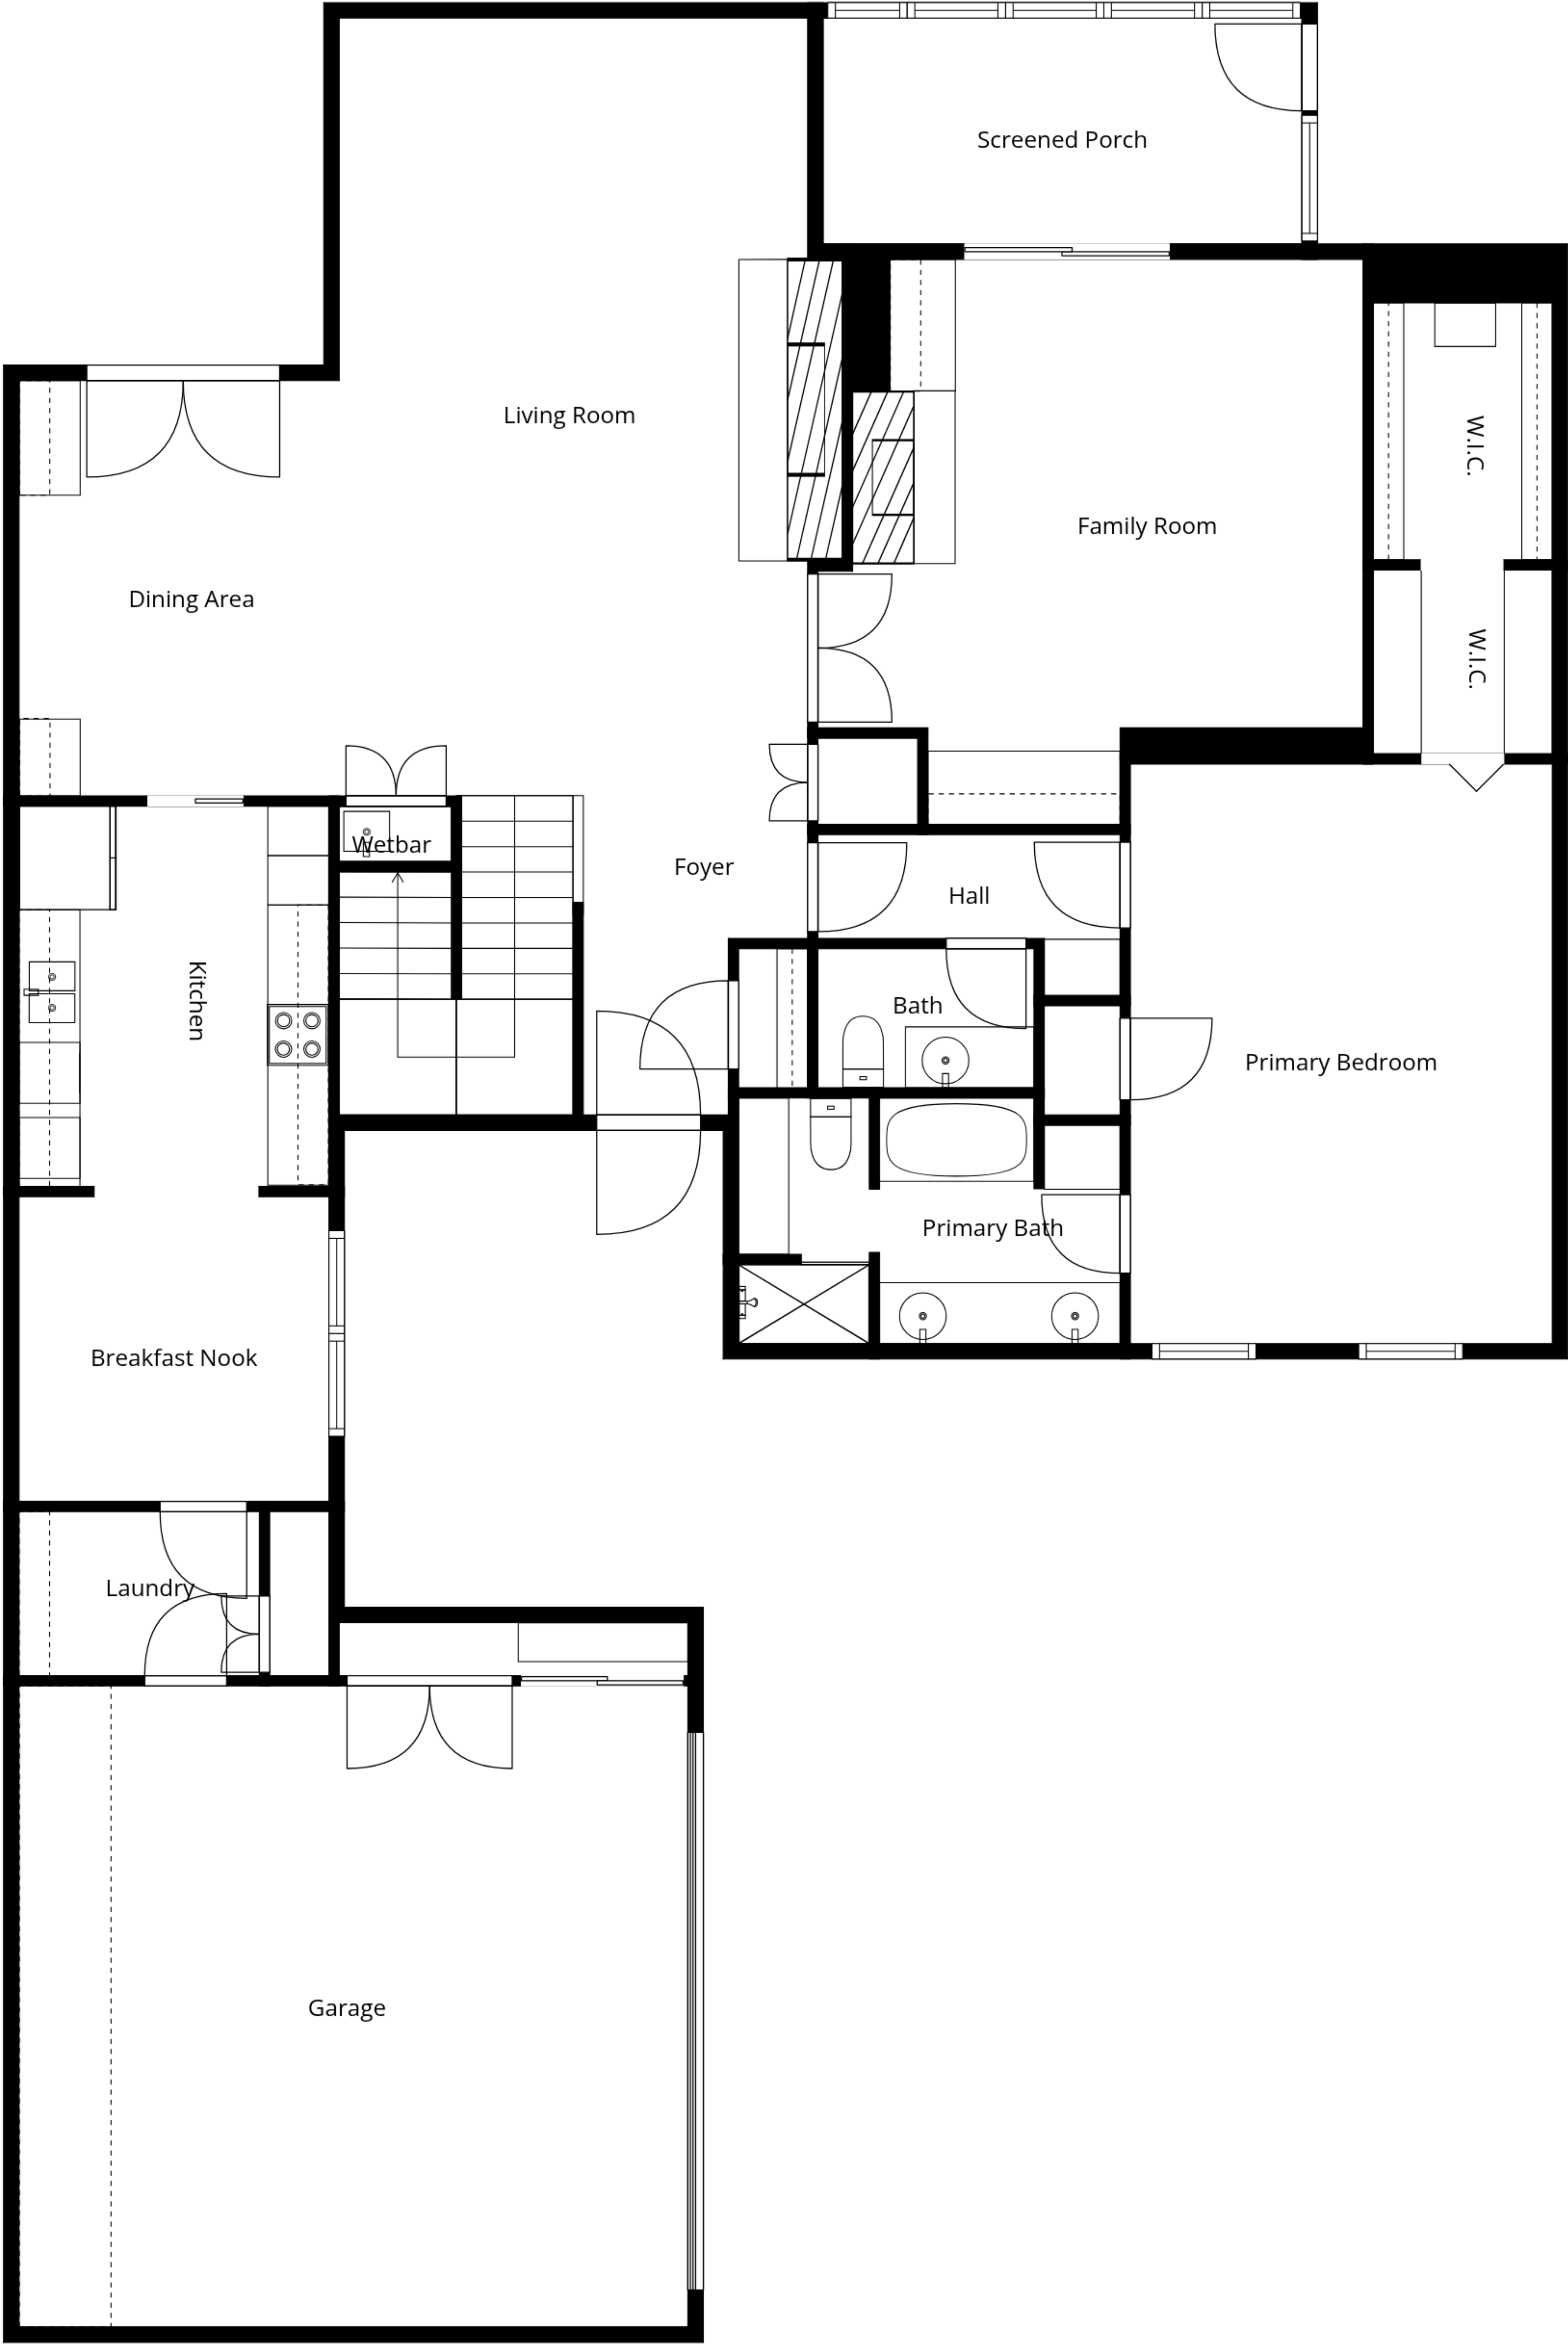 Screened Porch
Living Room
W.I.C.
Family Room
Dining Area
W.I.C.
Wetbar
Foyer
Hall
Kitchen
Bath
Primary Bedroom
Primary Bath
Breakfast Nook
Laundry
Garage